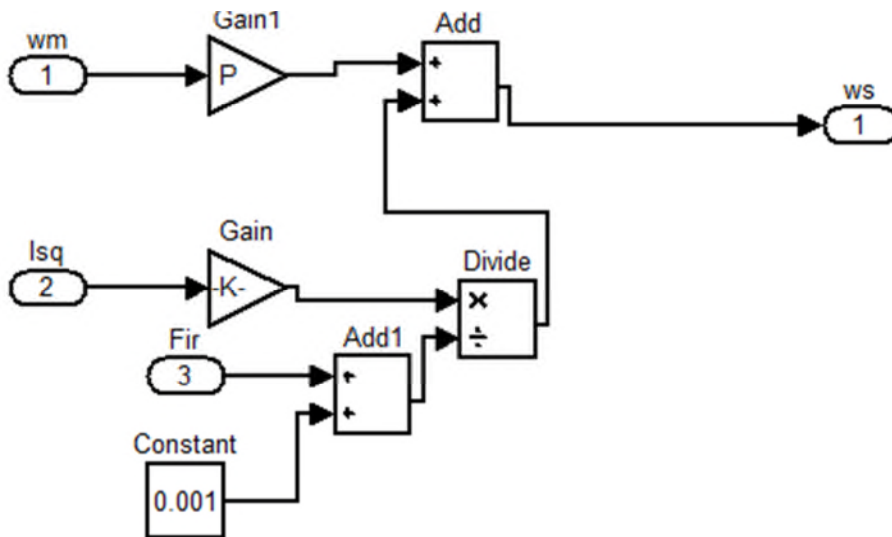 Gain1
wm
1
P
Add
+
+
ws
1
Isq
2
Gain
-K-
Divide
×
÷
Fir
3
Add1
+
+
Constant
0.001